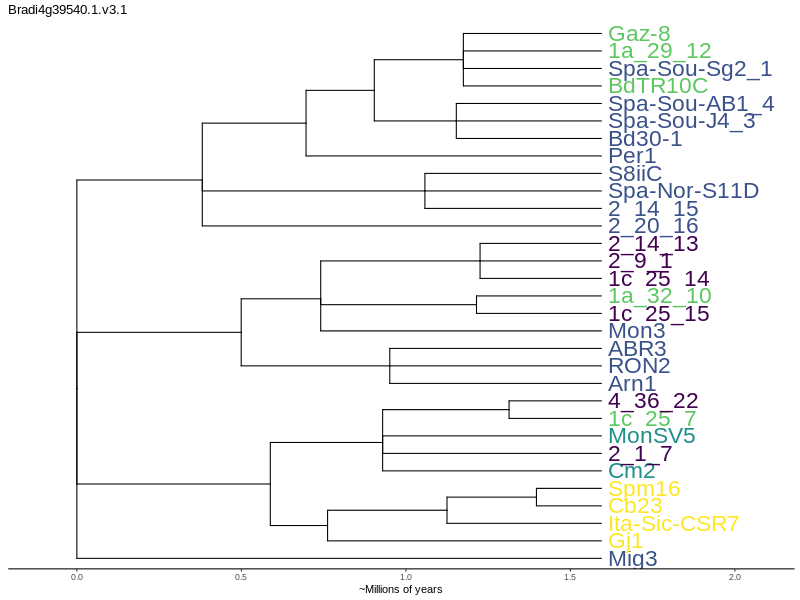 Bradi4g39540.1.v3.1
Gaz-8
1a_29_12
Spa-Sou-Sg2_1
BdTR10C
Spa-Sou-AB1_4
Spa-Sou-J4_3
Bd30-1
Per1
S8iiC
Spa-Nor-S11D
2_14_15
2_20_16
2_14_13
2_9_1
1c_25_14
1a_32_10
1c_25_15
Mon3
ABR3
RON2
Arn1
4_36_22
1c_25_7
MonSV5
2_1_7
Cm2
Spm16
Cb23
Ita-Sic-CSR7
Gj1
Mig3
0.0 0.5 1.0 1.5 2.0
~Millions of years